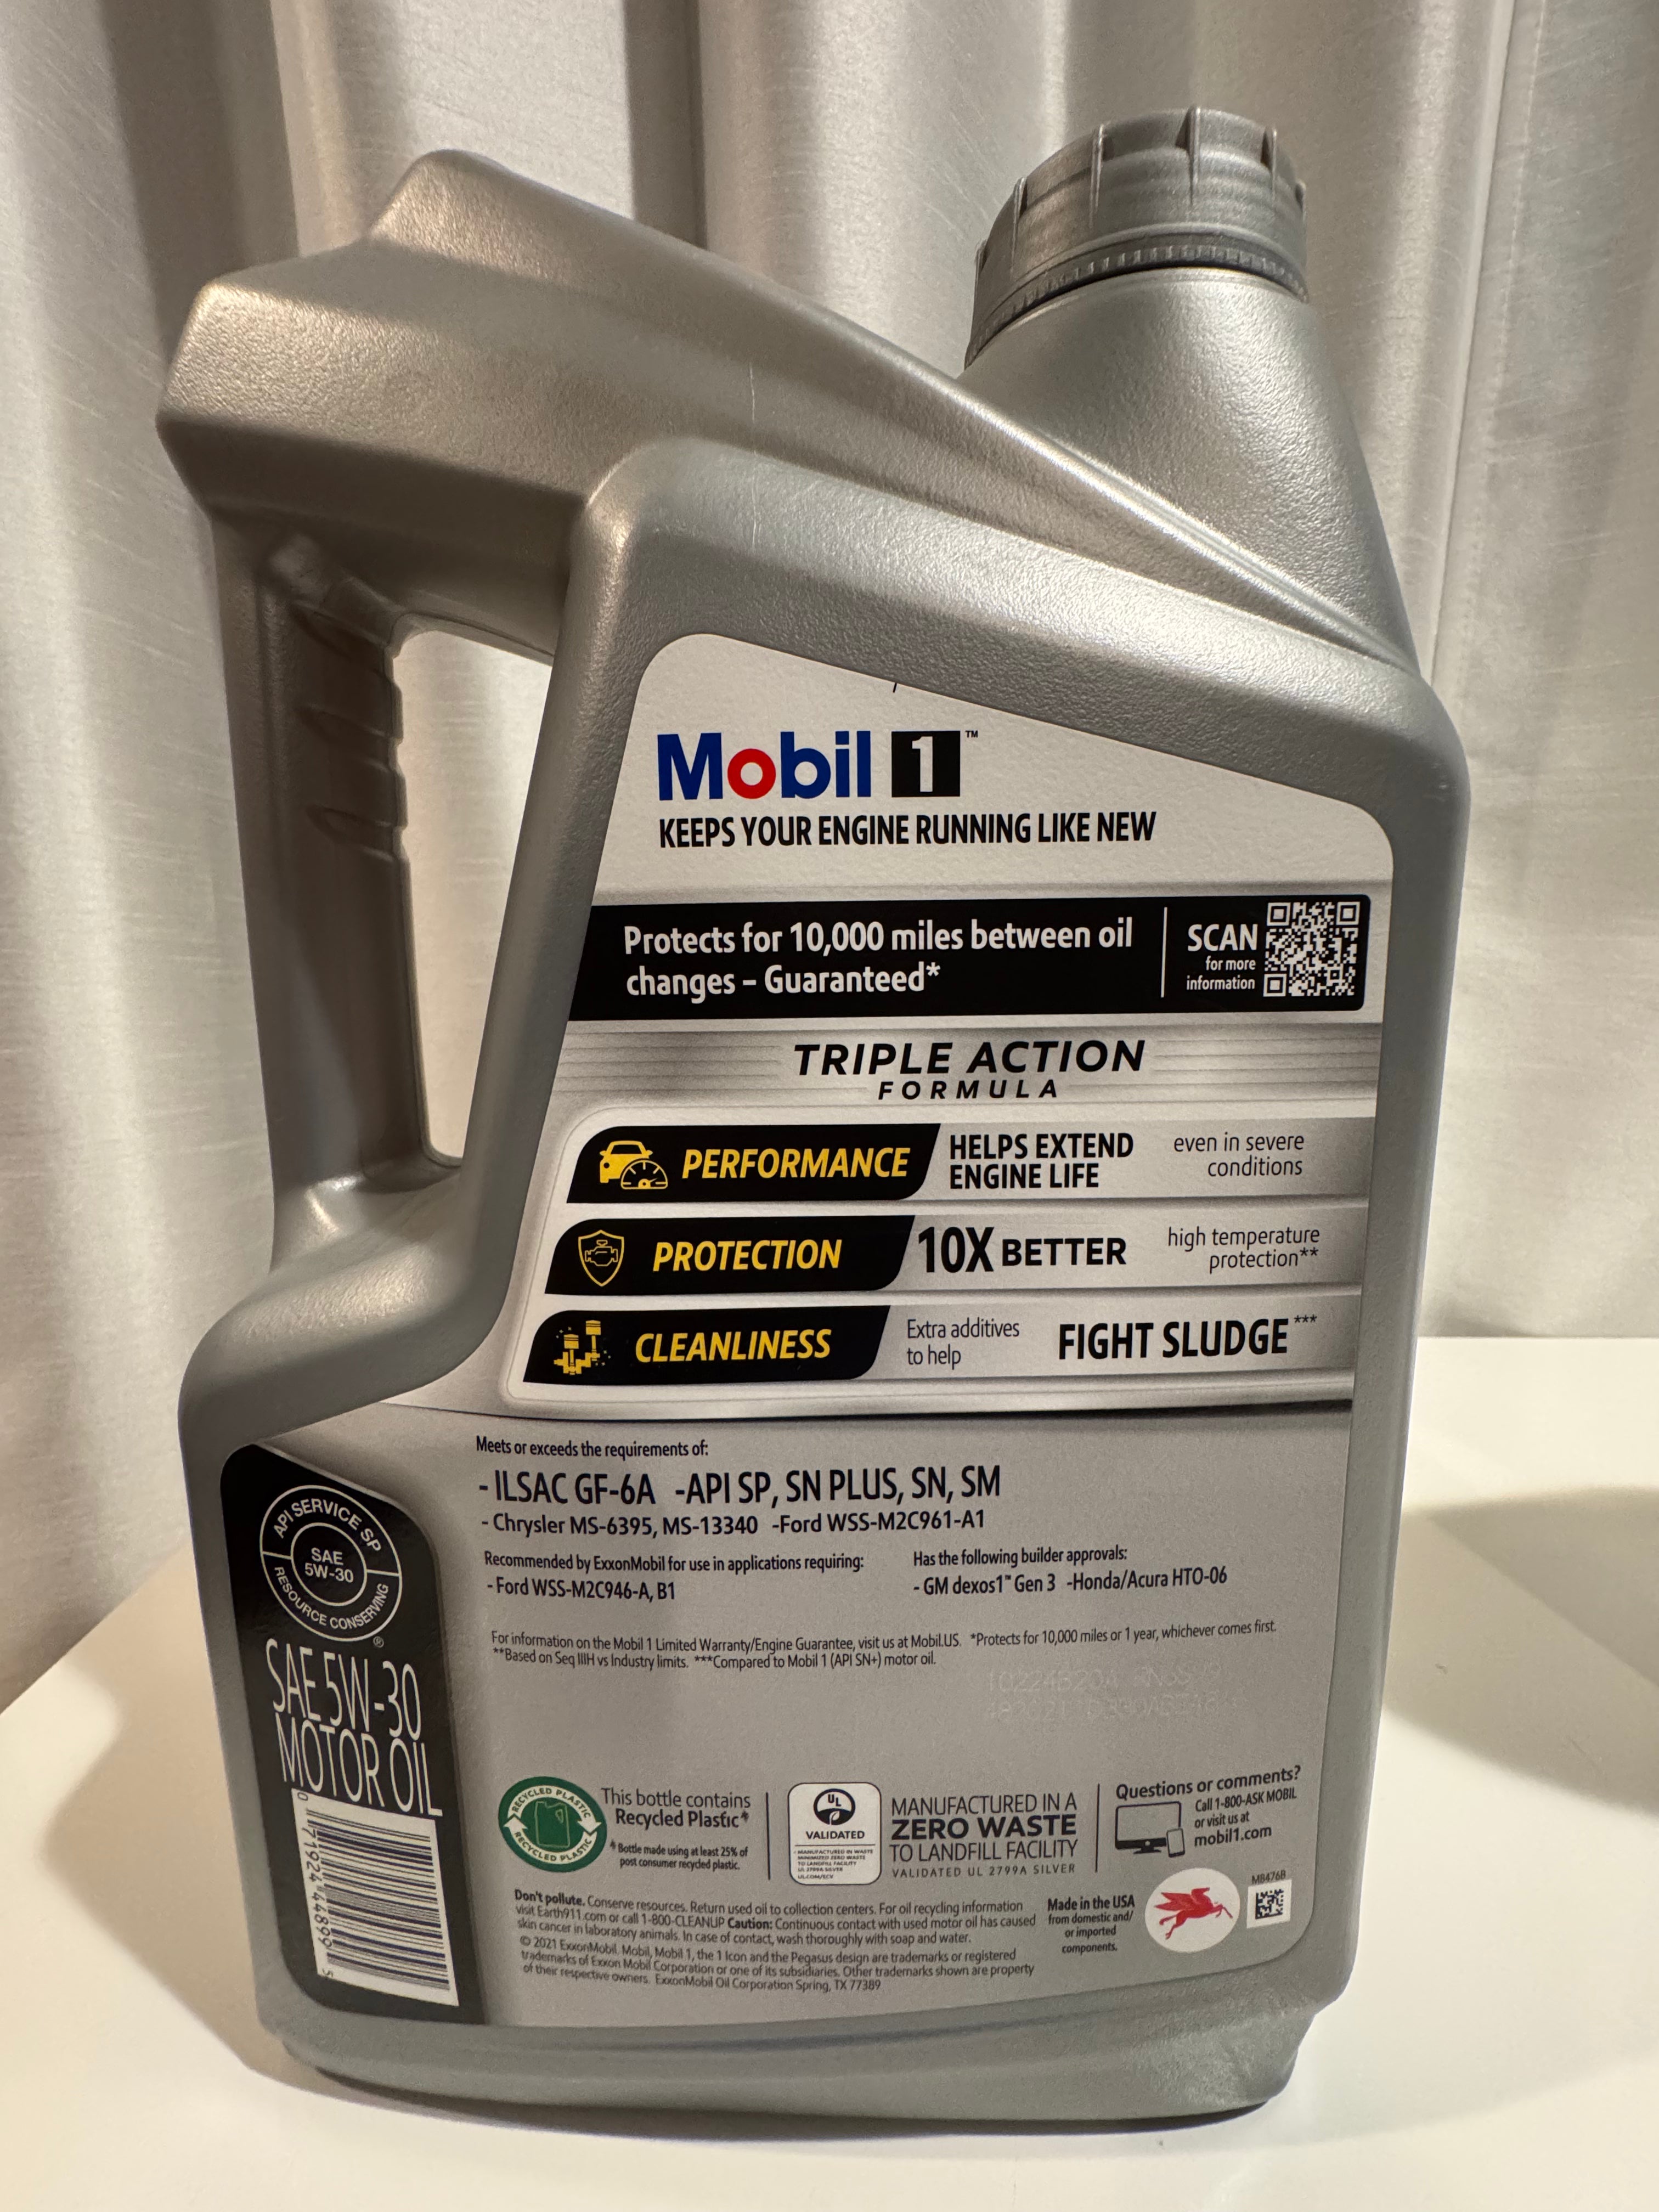 Mobil 1™
KEEPS YOUR ENGINE RUNNING LIKE NEW
Protects for 10,000 miles between oil
changes – Guaranteed*
SCAN
for more
information
TRIPLE ACTION
FORMULA
PERFORMANCE
HELPS EXTEND
ENGINE LIFE
even in severe
conditions
PROTECTION
10X BETTER
high temperature
protection**
CLEANLINESS
Extra additives
to help
FIGHT SLUDGE***
Meets or exceeds the requirements of:
- ILSAC GF-6A -API SP, SN PLUS, SN, SM
- Chrysler MS-6395, MS-13340 -Ford WSS-M2C961-A1
Recommended by ExxonMobil for use in applications requiring:
- Ford WSS-M2C946-A, B1
Has the following builder approvals:
- GM dexos1™ Gen 3 -Honda/Acura HTO-06
For information on the Mobil 1 Limited Warranty/Engine Guarantee, visit us at Mobil.US. *Protects for 10,000 miles or 1 year, whichever comes first.
**Based on Seq IIIH vs Industry limits. ***Compared to Mobil 1 (API SN+) motor oil.
API SERVICE SP
SAE
5W-30
RESOURCE CONSERVING
®
SAE 5W-30
MOTOR OIL
0 71924 44899 5
RECYCLED PLASTIC
RECYCLED PLASTIC
This bottle contains
Recycled Plastic
Bottle made using at least 25% of
post consumer recycled plastic.
UL
VALIDATED
MANUFACTURED IN A
ZERO WASTE
TO LANDFILL FACILITY
VALIDATED UL 2799A SILVER
Questions or comments?
Call 1-800-ASK MOBIL
or visit us at
mobil1.com
Don't pollute. Conserve resources. Return used oil to collection centers. For oil recycling information
visit Earth911.com or call 1-800-CLEANUP Caution: Continuous contact with used motor oil has caused
skin cancer in laboratory animals. In case of contact, wash thoroughly with soap and water.
© 2021 ExxonMobil. Mobil, Mobil 1, the 1 Icon and the Pegasus design are trademarks or registered
trademarks of Exxon Mobil Corporation or one of its subsidiaries. Other trademarks shown are property
of their respective owners. ExxonMobil Oil Corporation Spring, TX 77389
Made in the USA
from domestic and/
or imported
components.
MB476B